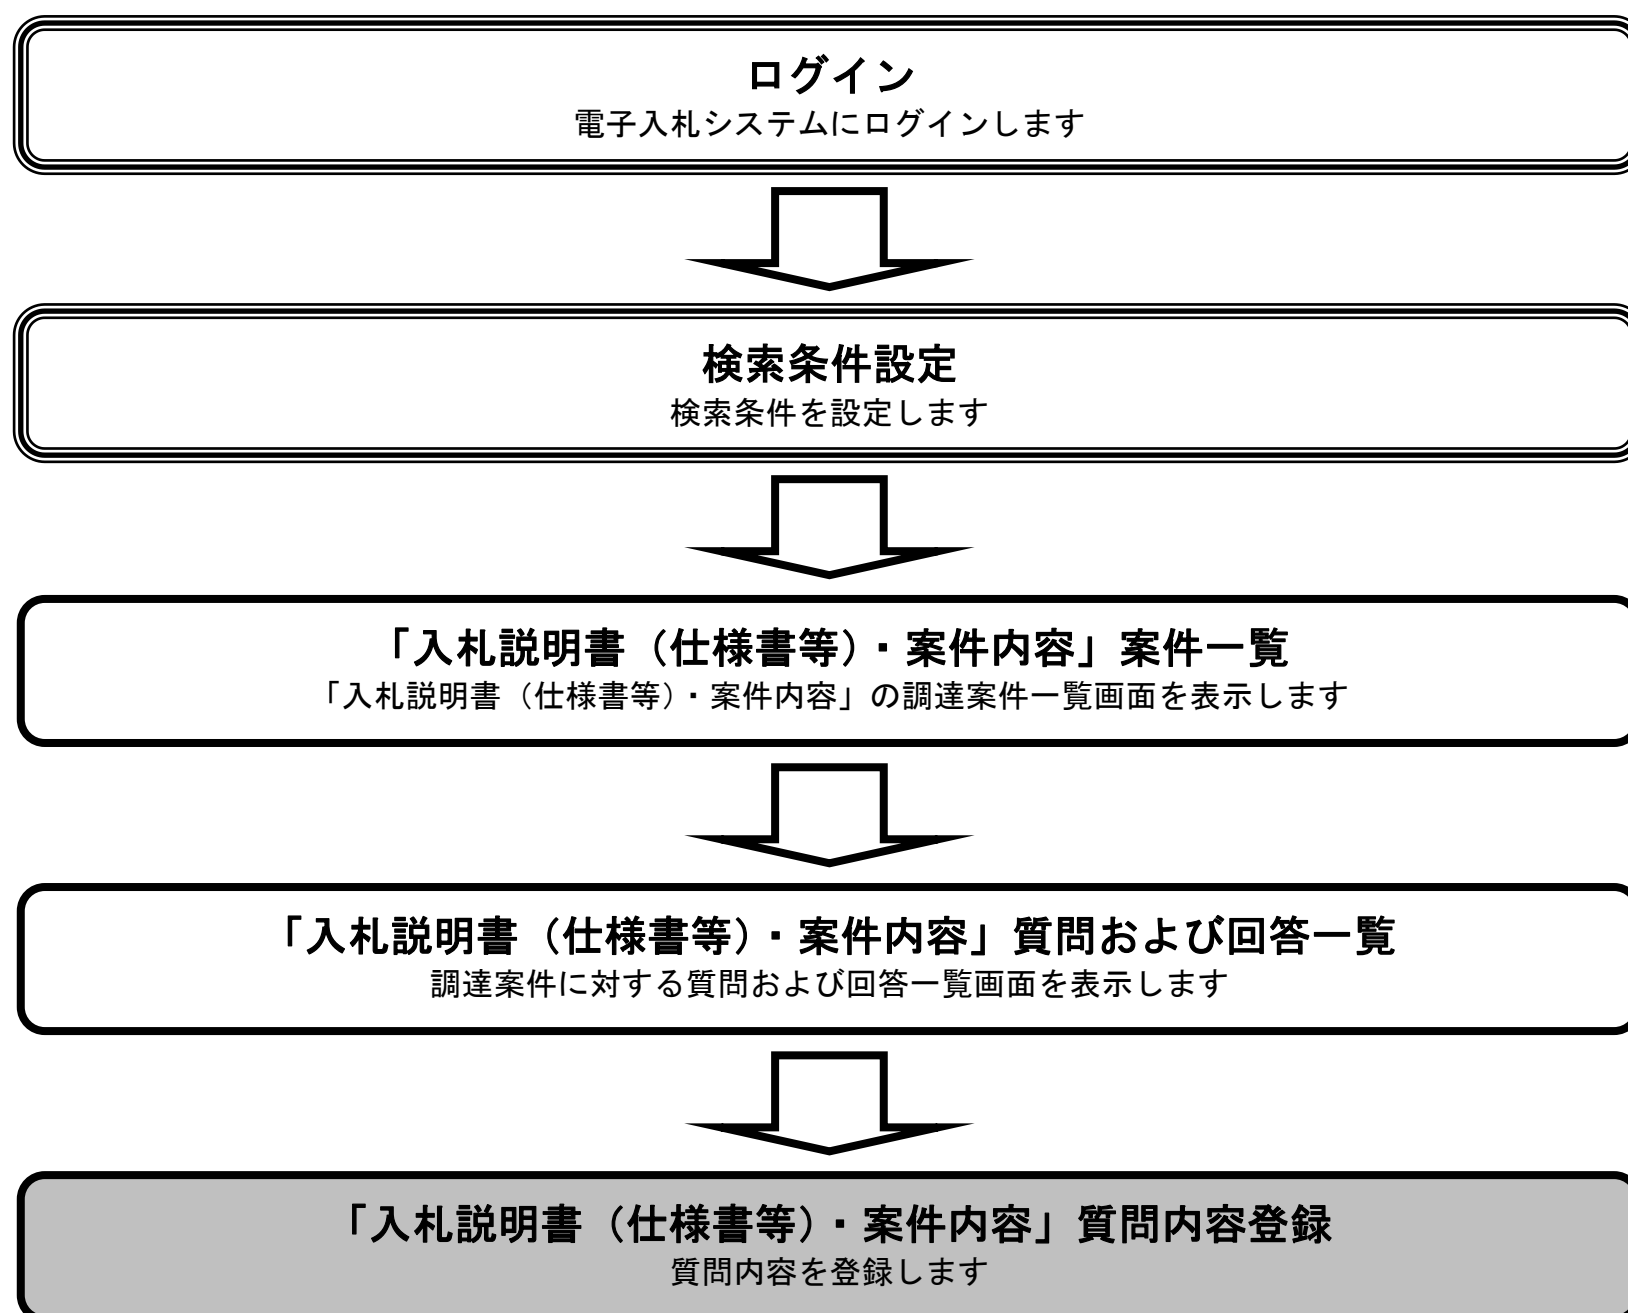 ログイン
電子入札システムにログインします
検索条件設定
検索条件を設定します
「入札説明書（仕様書等）・案件内容」案件一覧
「入札説明書（仕様書等）・案件内容」の調達案件一覧画面を表示します
「入札説明書（仕様書等）・案件内容」質問および回答一覧
調達案件に対する質問および回答一覧画面を表示します
「入札説明書（仕様書等）・案件内容」質問内容登録
質問内容を登録します